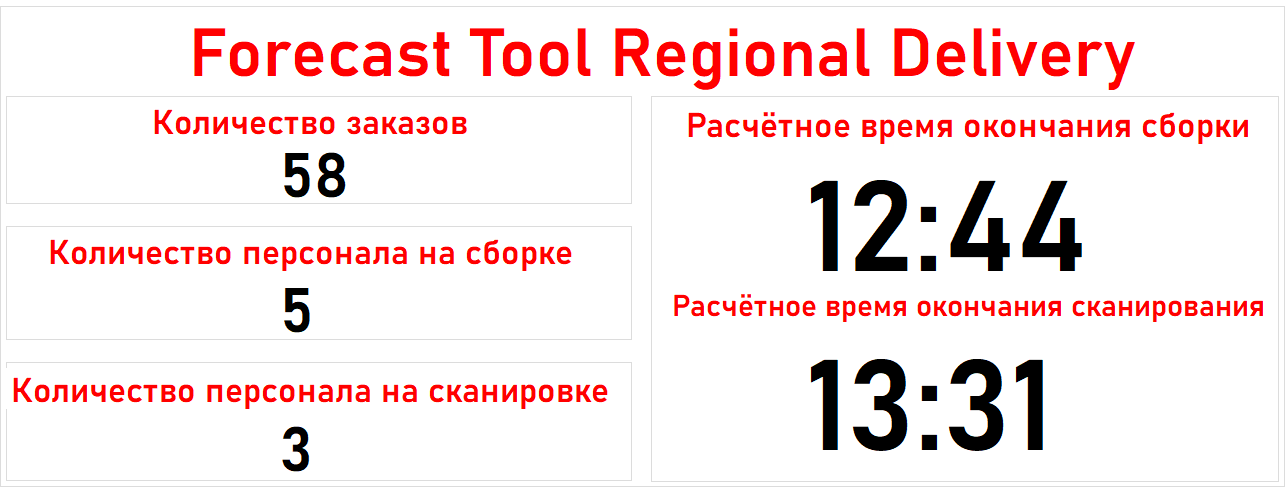 Forecast Tool Regional Delivery
Количество заказов
58
Количество персонала на сборке
5
Количество персонала на сканировке
3
Расчётное время окончания сборки
12:44
Расчётное время окончания сканирования
13:31